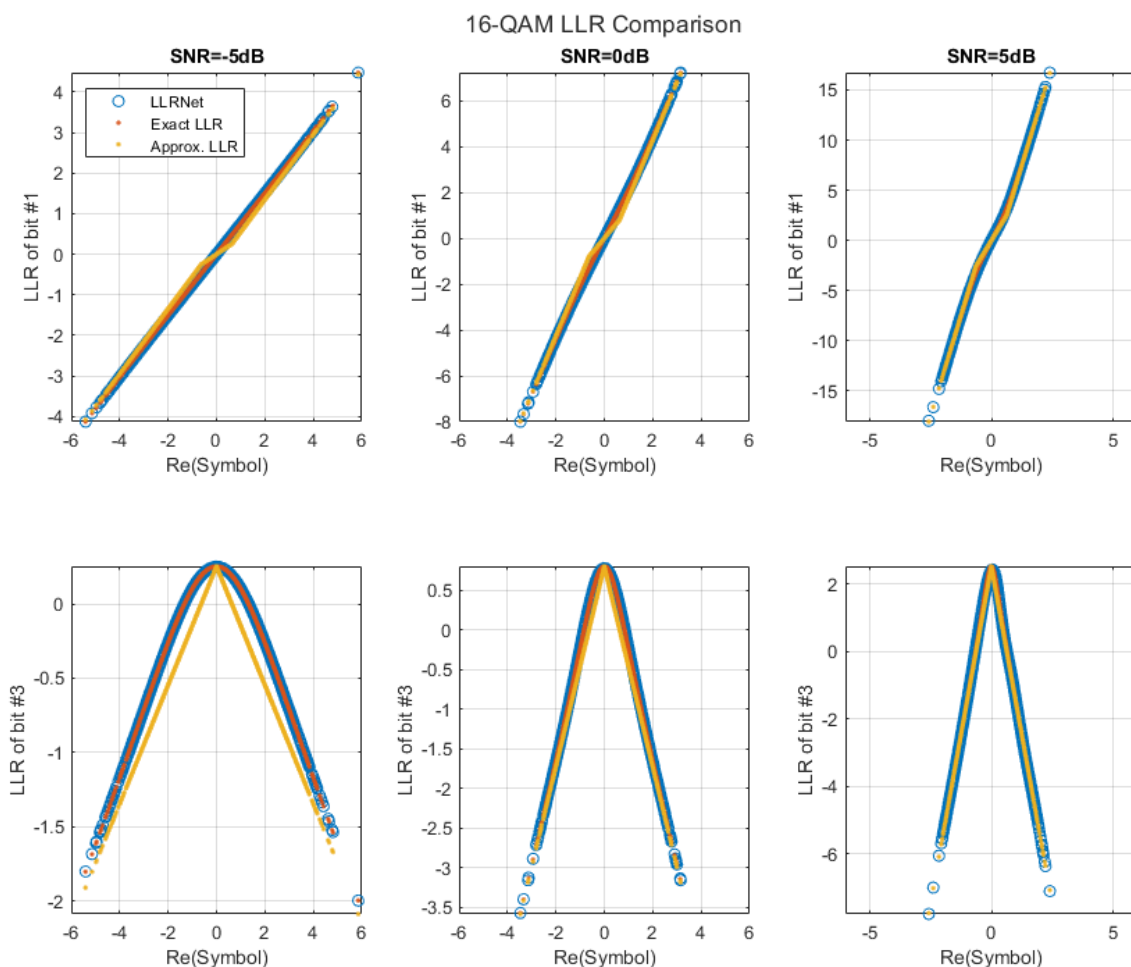 16-QAM LLR Comparison
SNR=-5dB
SNR=0dB
SNR=5dB
LLR of bit #1
4
3
2
1
0
-1
-2
-3
-4
LLRNet
Exact LLR
Approx. LLR
-6 -4 -2 0 2 4 6
Re(Symbol)
LLR of bit #1
6
4
2
0
-2
-4
-6
-8
-6 -4 -2 0 2 4 6
Re(Symbol)
LLR of bit #1
15
10
5
0
-5
-10
-15
-5 0 5
Re(Symbol)
LLR of bit #3
0
-0.5
-1
-1.5
-2
-6 -4 -2 0 2 4 6
Re(Symbol)
LLR of bit #3
0.5
0
-0.5
-1
-1.5
-2
-2.5
-3
-3.5
-6 -4 -2 0 2 4 6
Re(Symbol)
LLR of bit #3
2
0
-2
-4
-6
-5 0 5
Re(Symbol)